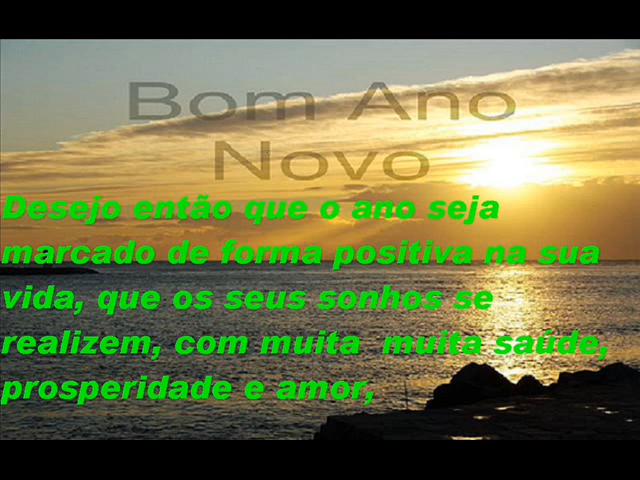 Bom Ano
Novo
Desejo então que o ano seja
marcado de forma positiva na sua
vida, que os seus sonhos se
realizem, com muita  muita saúde,
prosperidade e amor,